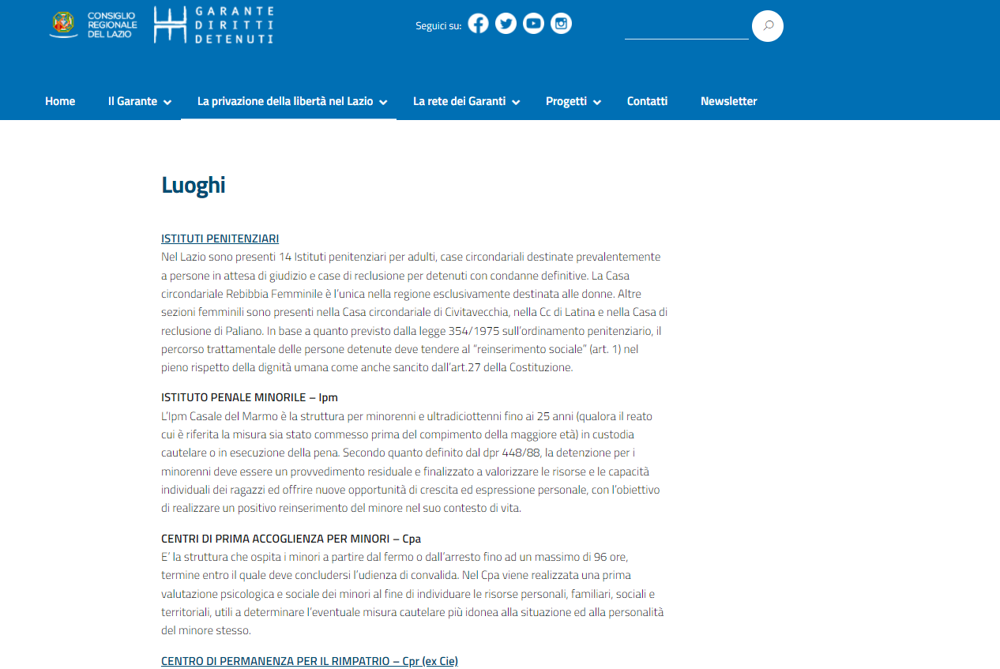 CONSIGLIO
REGIONALE
DEL LAZIO
GARANTE
DIRITTI
DETENUTI
Seguici su:
Home Il Garante La privazione della libertà nel Lazio La rete dei Garanti Progetti Contatti Newsletter
Luoghi
ISTITUTI PENITENZIARI
Nel Lazio sono presenti 14 Istituti penitenziari per adulti, case circondariali destinate prevalentemente
a persone in attesa di giudizio e case di reclusione per detenuti con condanne definitive. La Casa
circondariale Rebibbia Femminile è l’unica nella regione esclusivamente destinata alle donne. Altre
sezioni femminili sono presenti nella Casa circondariale di Civitavecchia, nella Cc di Latina e nella Casa di
reclusione di Paliano. In base a quanto previsto dalla legge 354/1975 sull’ordinamento penitenziario, il
percorso trattamentale delle persone detenute deve tendere al “reinserimento sociale” (art. 1) nel
pieno rispetto della dignità umana come anche sancito dall’art.27 della Costituzione.
ISTITUTO PENALE MINORILE – Ipm
L’Ipm Casale del Marmo è la struttura per minorenni e ultradiciottenni fino ai 25 anni (qualora il reato
cui è riferita la misura sia stato commesso prima del compimento della maggiore età) in custodia
cautelare o in esecuzione della pena. Secondo quanto definito dal dpr 448/88, la detenzione per i
minorenni deve essere un provvedimento residuale e finalizzato a valorizzare le risorse e le capacità
individuali dei ragazzi ed offrire nuove opportunità di crescita ed espressione personale, con l’obiettivo
di realizzare un positivo reinserimento del minore nel suo contesto di vita.
CENTRI DI PRIMA ACCOGLIENZA PER MINORI – Cpa
E’ la struttura che ospita i minori a partire dal fermo o dall’arresto fino ad un massimo di 96 ore,
termine entro il quale deve concludersi l’udienza di convalida. Nel Cpa viene realizzata una prima
valutazione psicologica e sociale dei minori al fine di individuare le risorse personali, familiari, sociali e
territoriali, utili a determinare l’eventuale misura cautelare più idonea alla situazione ed alla personalità
del minore stesso.
CENTRO DI PERMANENZA PER IL RIMPATRIO – Cpr (ex Cie)